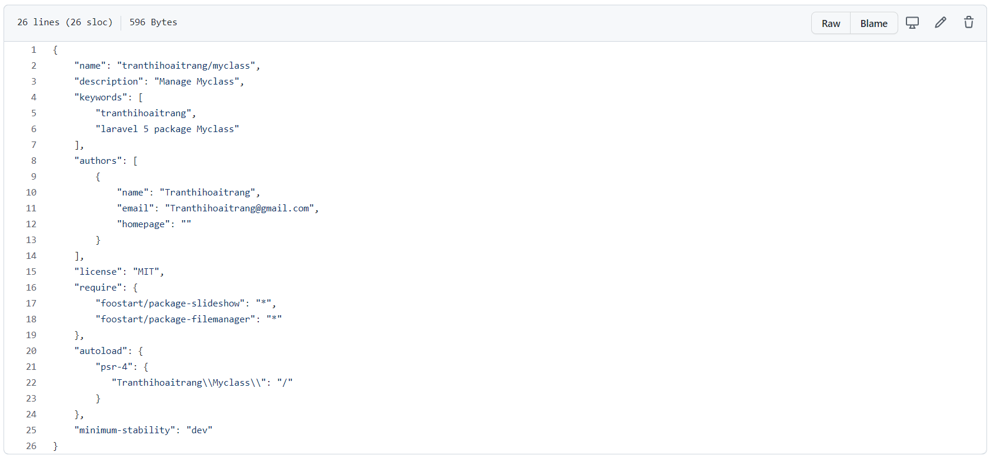 26 lines (26 sloc) 596 Bytes Raw Blame
1 {
2     "name": "tranthihoaitrang/myclass",
3     "description": "Manage Myclass",
4     "keywords": [
5         "tranthihoaitrang",
6         "laravel 5 package Myclass"
7     ],
8     "authors": [
9         {
10             "name": "Tranthihoaitrang",
11             "email": "Tranthihoaitrang@gmail.com",
12             "homepage": ""
13         }
14     ],
15     "license": "MIT",
16     "require": {
17         "foostart/package-slideshow": "*",
18         "foostart/package-filemanager": "*"
19     },
20     "autoload": {
21         "psr-4": {
22            "Tranthihoaitrang\\Myclass\\": "/"
23         }
24     },
25     "minimum-stability": "dev"
26 }